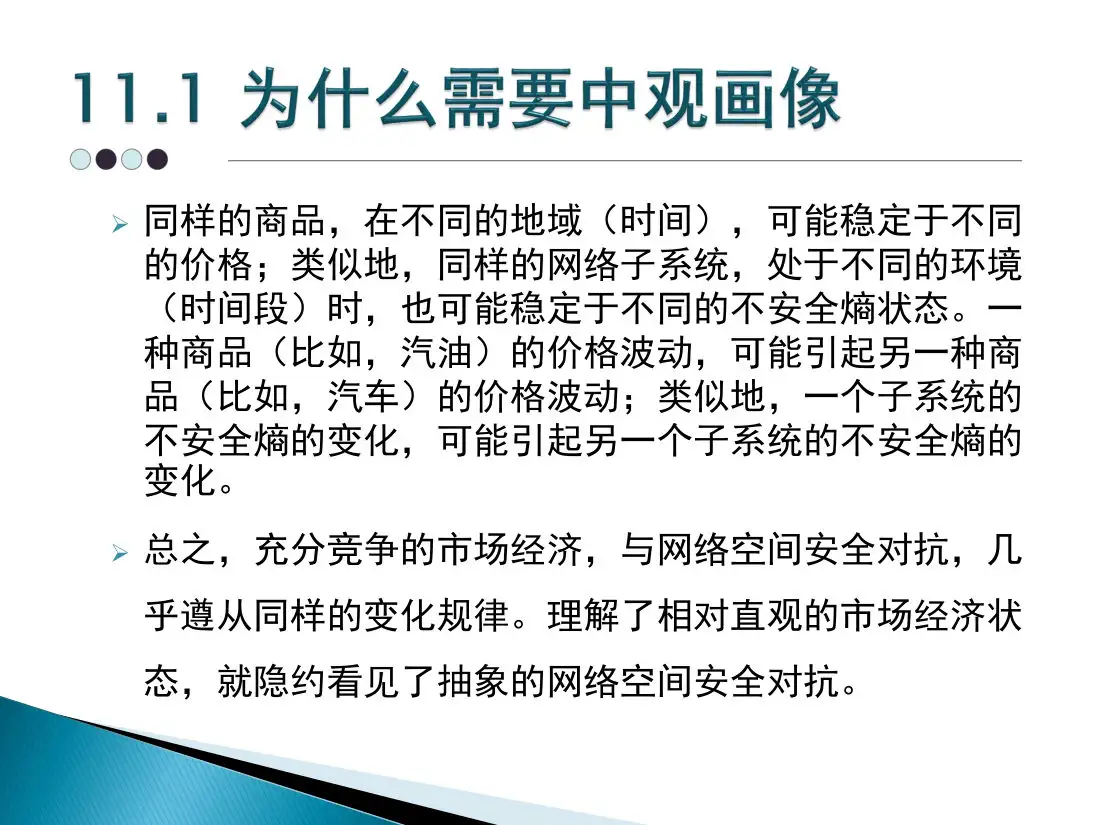 11.1 为什么需要中观画像
同样的商品，在不同的地域（时间），可能稳定于不同
的价格；类似地，同样的网络子系统，处于不同的环境
（时间段）时，也可能稳定于不同的不安全熵状态。一
种商品（比如，汽油）的价格波动，可能引起另一种商
品（比如，汽车）的价格波动；类似地，一个子系统的
不安全熵的变化，可能引起另一个子系统的不安全熵的
变化。
总之，充分竞争的市场经济，与网络空间安全对抗，几
乎遵从同样的变化规律。理解了相对直观的市场经济状
态，就隐约看见了抽象的网络空间安全对抗。